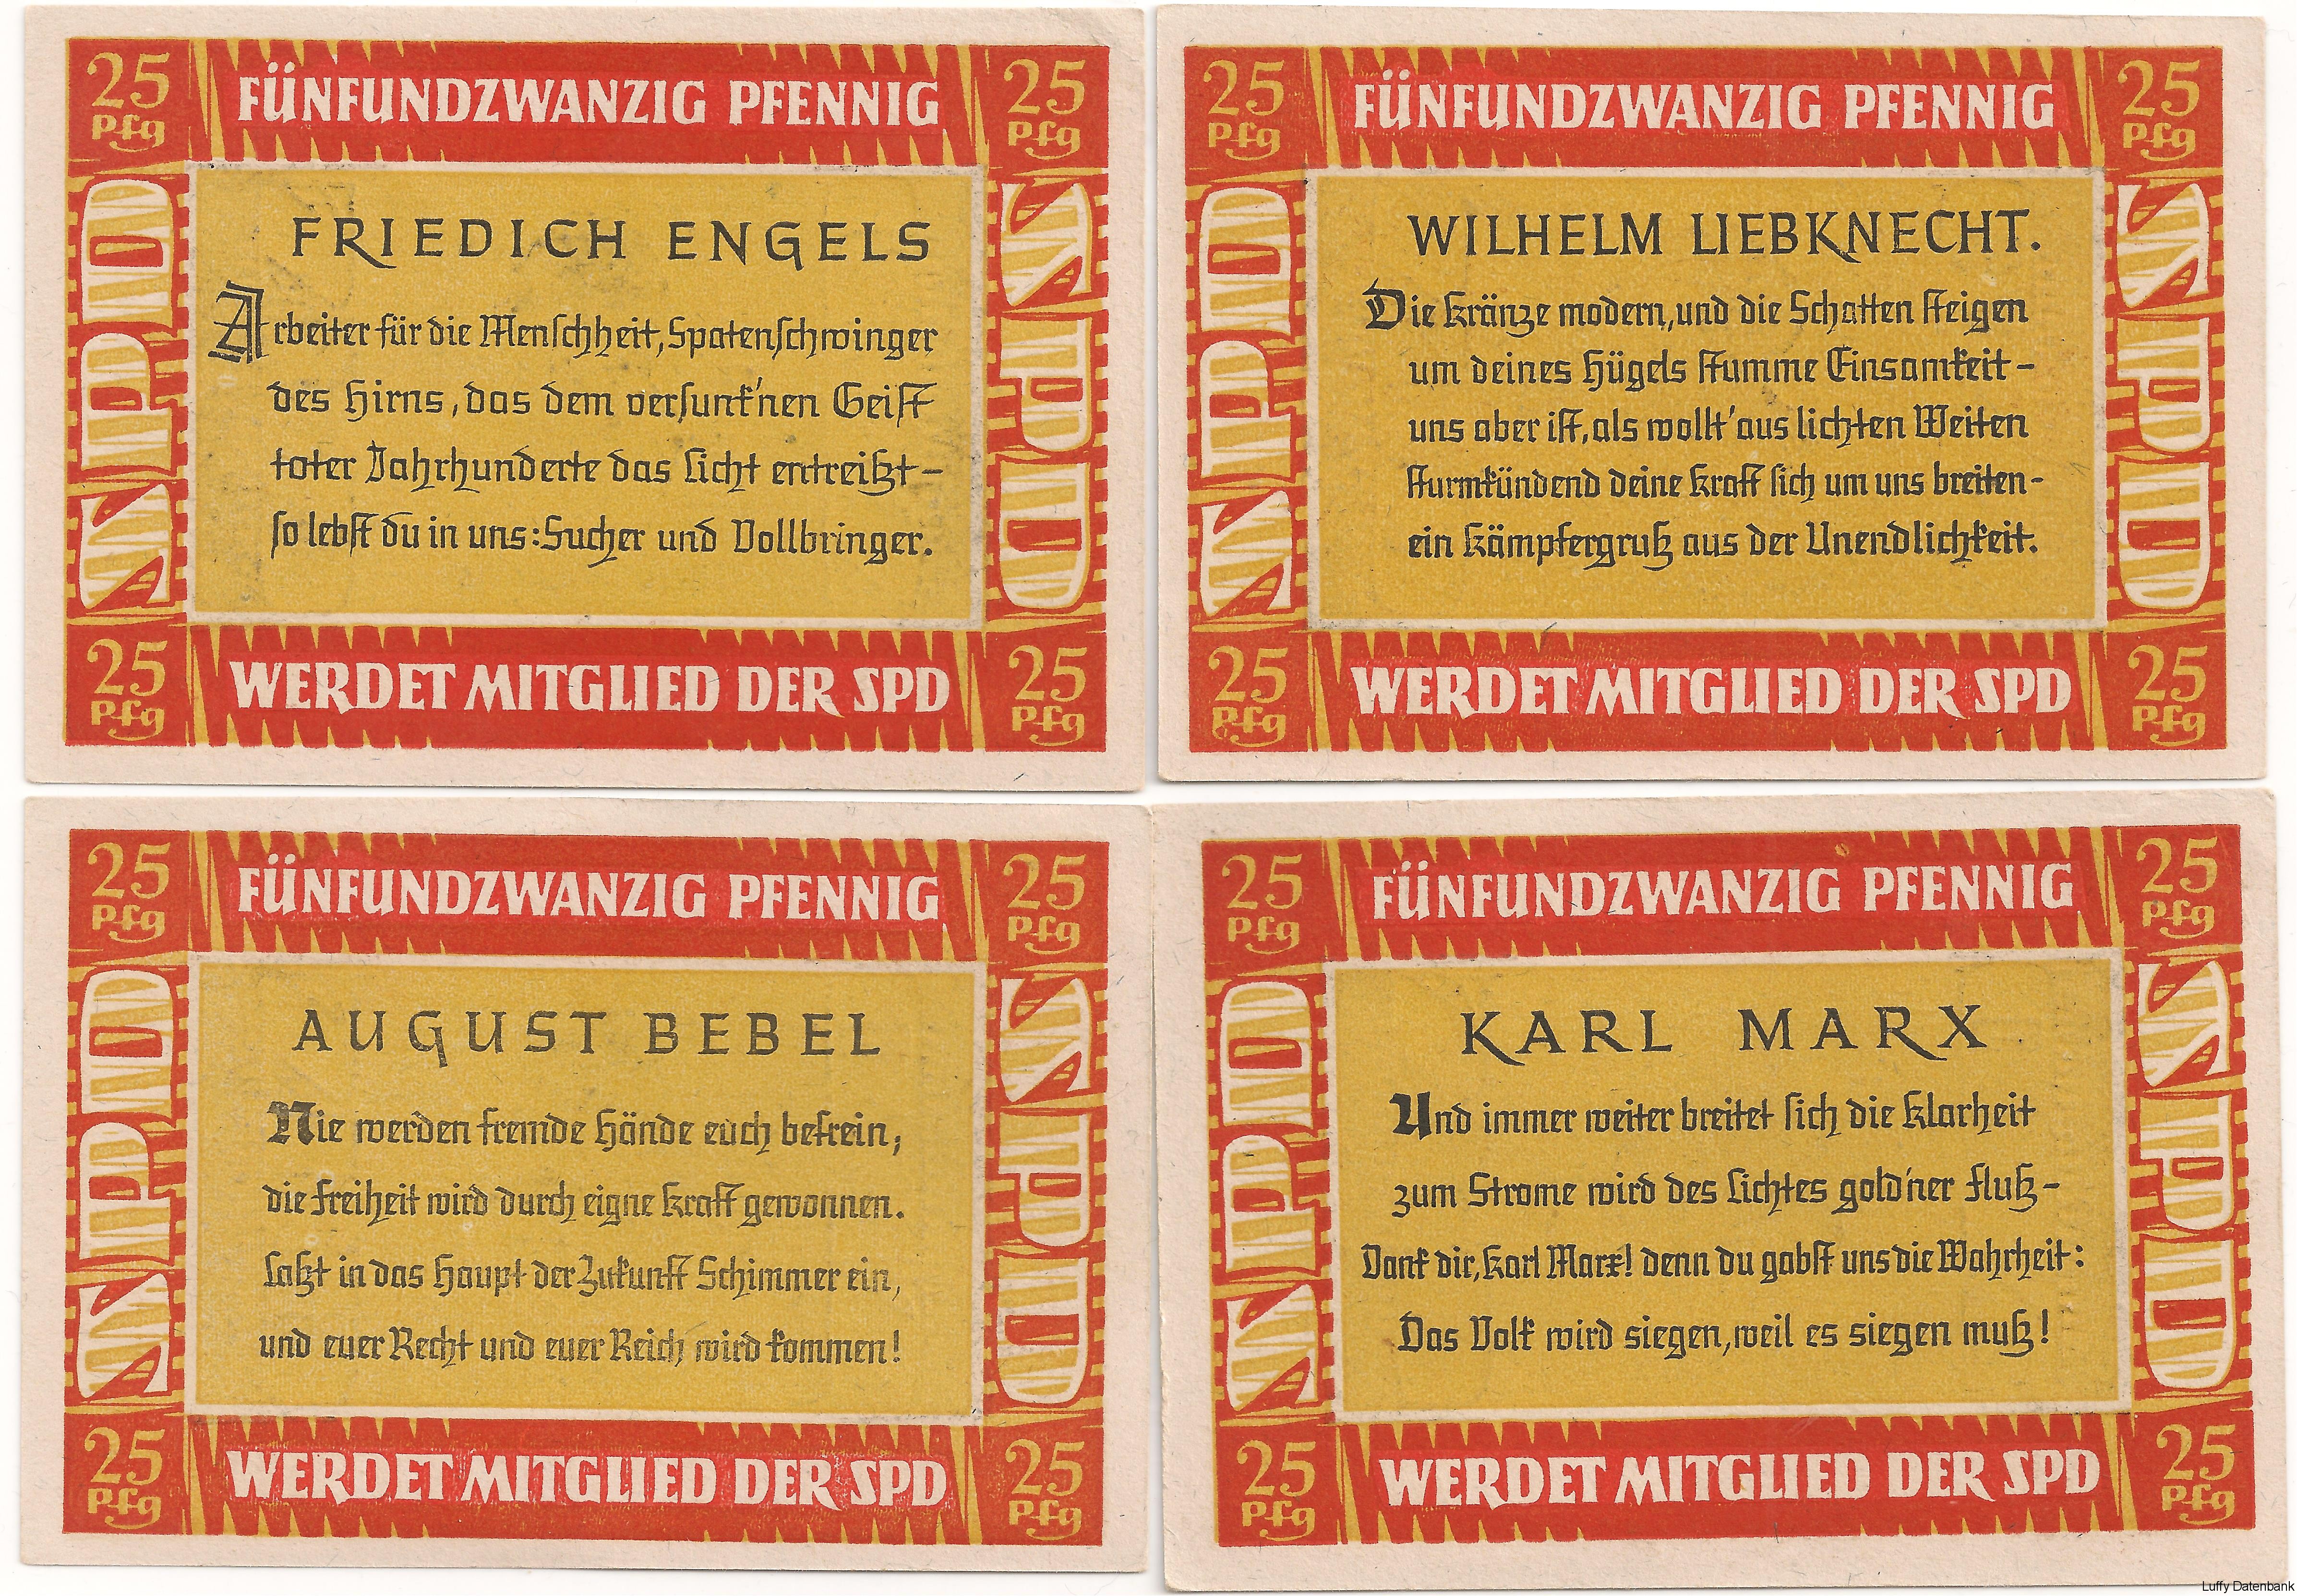 25 Pfg
FÜNFUNDZWANZIG PFENNIG
25 Pfg
SPD
FRIEDICH ENGELS
Arbeiter für die Menschheit, Spatenschwinger
des Hirns, das dem versunk'nen Geist
toter Jahrhunderte das Licht entreißt-
so lebst du in uns: Sucher und Vollbringer.
SPD
25 Pfg
WERDET MITGLIED DER SPD
25 Pfg
25 Pfg
FÜNFUNDZWANZIG PFENNIG
25 Pfg
SPD
WILHELM LIEBKNECHT.
Die Kränze modern, und die Schatten steigen
um deines Hügels stumme Einsamkeit-
uns aber ist, als wollt' aus lichten Weiten
sturmkündend deine Kraft sich um uns breiten-
ein Kämpfergruß aus der Unendlichkeit.
SPD
25 Pfg
WERDET MITGLIED DER SPD
25 Pfg
25 Pfg
FÜNFUNDZWANZIG PFENNIG
25 Pfg
SPD
AUGUST BEBEL
Nie werden fremde Hände euch befrein,
die Freiheit wird durch eigne Kraft gewonnen.
Laßt in das Haupt der Zukunft Schimmer ein,
und euer Recht und euer Reich wird kommen!
SPD
25 Pfg
WERDET MITGLIED DER SPD
25 Pfg
25 Pfg
FÜNFUNDZWANZIG PFENNIG
25 Pfg
SPD
KARL MARX
Und immer weiter breitet sich die Klarheit
zum Strome wird des Lichtes gold'ner Fluß-
Dank dir, Karl Marx! denn du gabst uns die Wahrheit:
Das Volk wird siegen, weil es siegen muß!
SPD
25 Pfg
WERDET MITGLIED DER SPD
25 Pfg
Luffy Datenbank